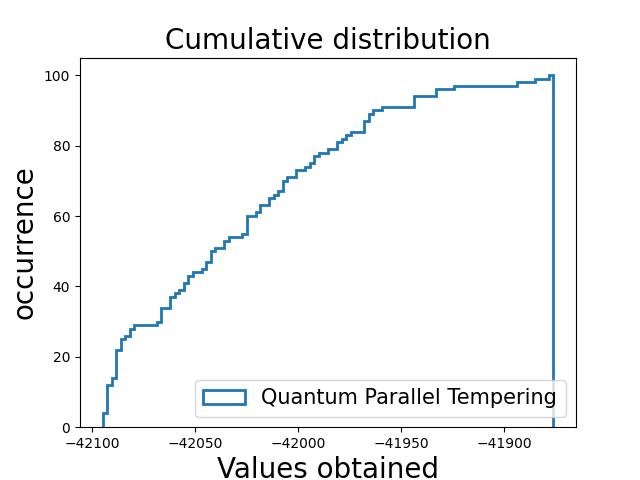 Cumulative distribution
occurrence
100
80
60
40
20
0
Quantum Parallel Tempering
−42100
−42050
−42000
−41950
−41900
Values obtained